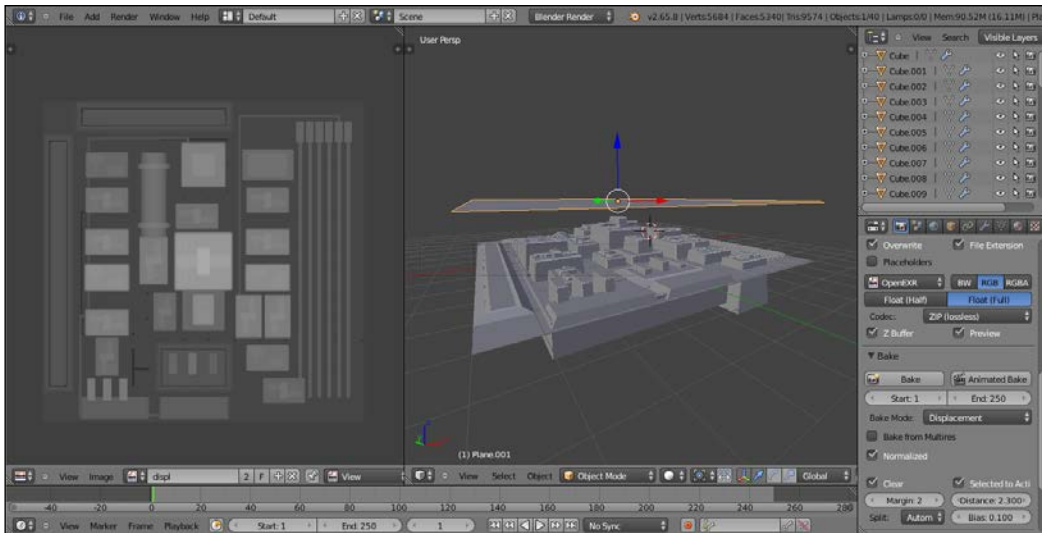 File Add Render Window Help Default Scene Blender Render v2.65.8 | Verts:5684 | Faces:5340 | Tris:9574 | Objects:1/40 | Lamps:0/0 | Mem:90.52M (16.11M) | Pla
User Persp
View Search Visible Layers
Cube
Cube.001
Cube.002
Cube.003
Cube.004
Cube.005
Cube.006
Cube.007
Cube.008
Cube.009
Overwrite File Extension
Placeholders
OpenEXR BW RGB RGBA
Float (Half) Float (Full)
Codec: ZIP (lossless)
Z Buffer Preview
Bake
Bake Animated Bake
Start: 1 End: 250
Bake Mode: Displacement
Bake from Multires
Normalized
Clear Selected to Acti
Margin: 2 Distance: 2.300
Split: Autom Bias: 0.100
(1) Plane.001
View Image displ 2 F View
View Select Object Object Mode Global
-40 -20 0 20 40 60 80 100 120 140 160 180 200 220 240 260 280
View Marker Frame Playback Start: 1 End: 250 1 No Sync